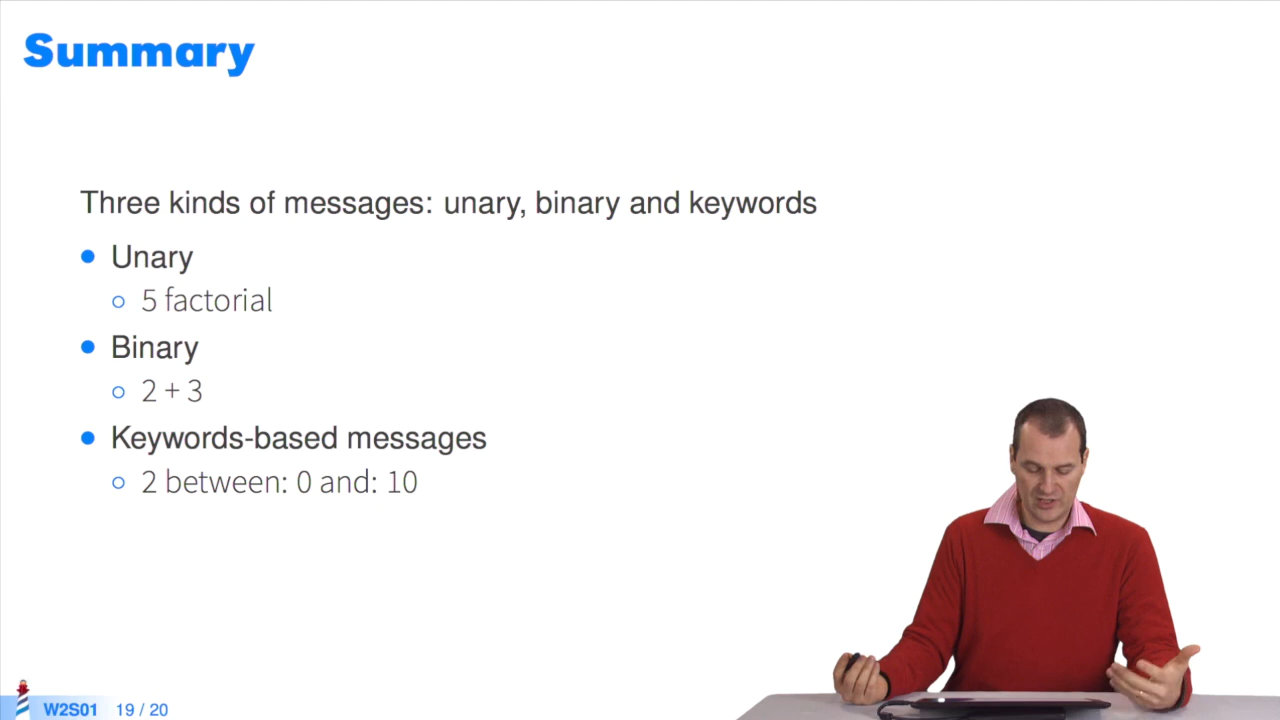 Summary
Three kinds of messages: unary, binary and keywords
Unary
5 factorial
Binary
2 + 3
Keywords-based messages
2 between: 0 and: 10
W2S01 19 / 20